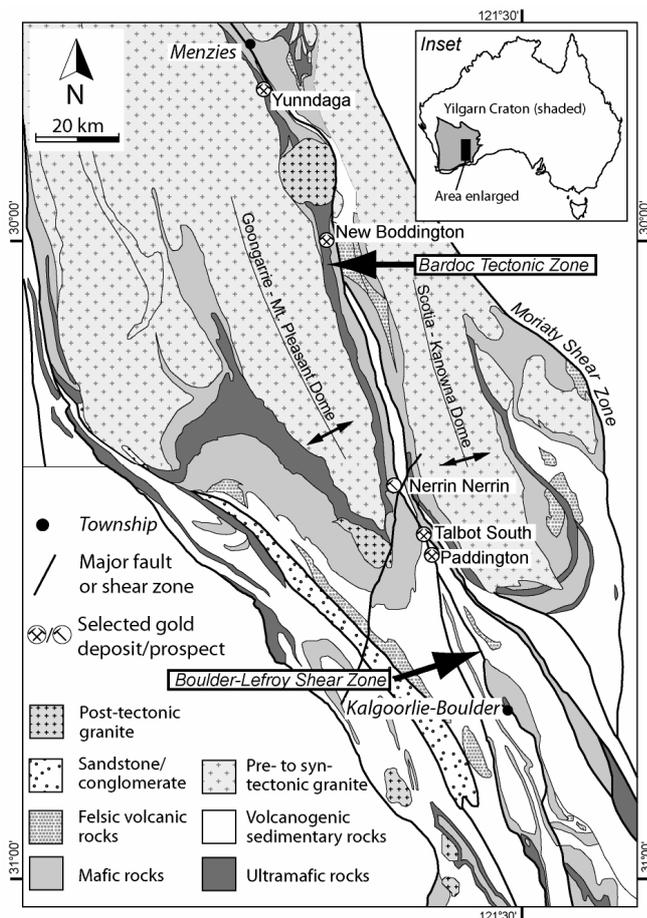 121°30'
Menzies
N
20 km
Yunndaga
Inset
Yilgarn Craton (shaded)
Area enlarged
30°00'
30°00'
New Boddington
Bardoc Tectonic Zone
Goongarrie - Mt. Pleasant Dome
Scotia - Kanowna Dome
Moriaty Shear Zone
Nerrin Nerrin
Talbot South
Paddington
Township
Major fault
or shear zone
Selected gold
deposit/prospect
Boulder-Lefroy Shear Zone
Kalgoorlie-Boulder
Post-tectonic
granite
Sandstone/
conglomerate
Pre- to syn-
tectonic granite
Felsic volcanic
rocks
Volcanogenic
sedimentary rocks
Mafic rocks
Ultramafic rocks
31°00'
31°00'
121°30'